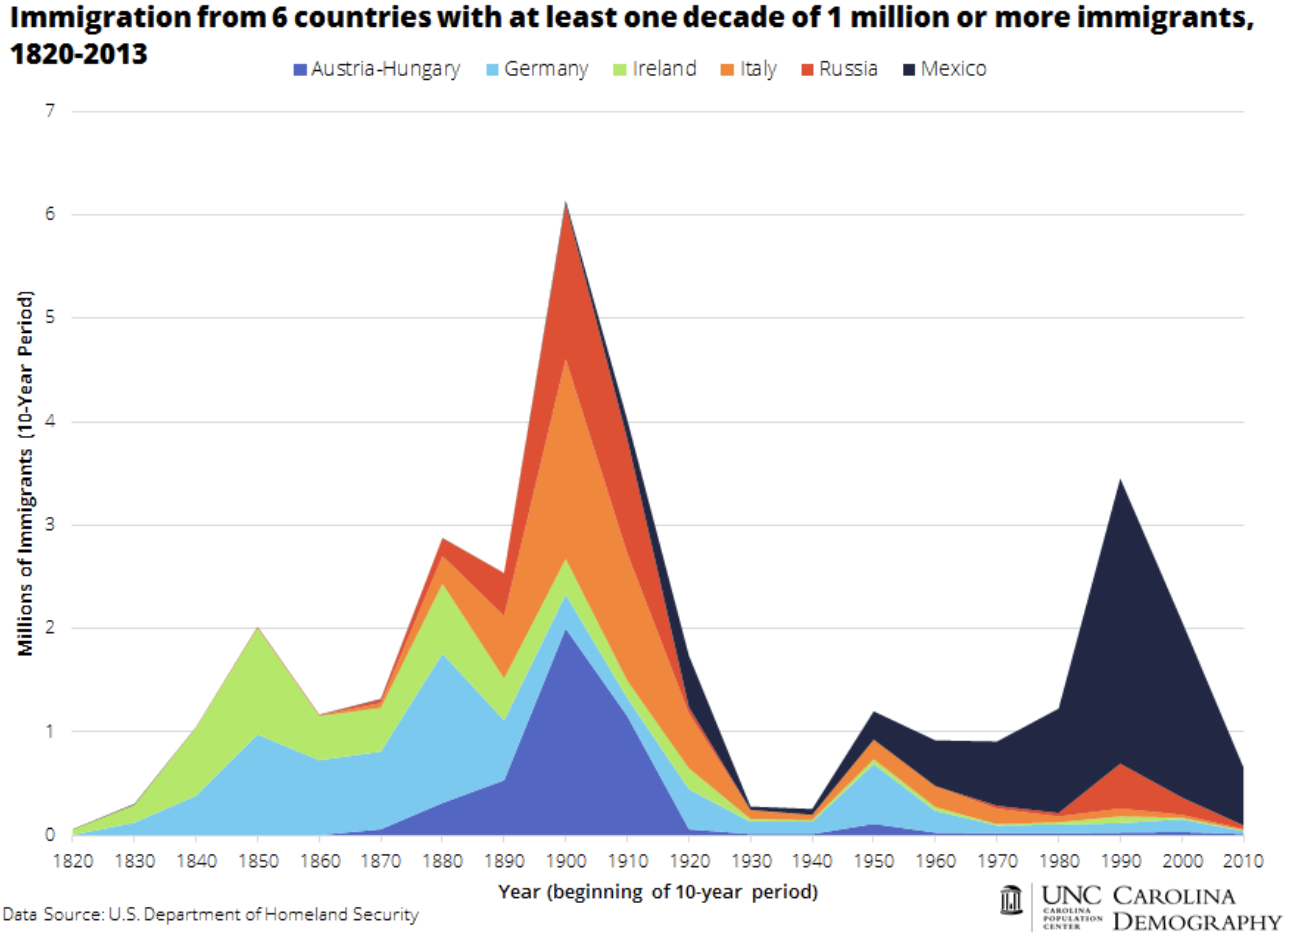 Immigration from 6 countries with at least one decade of 1 million or more immigrants,
1820-2013
Austria-Hungary Germany Ireland Italy Russia Mexico
7
6
5
4
3
2
1
0
Millions of Immigrants (10-Year Period)
1820 1830 1840 1850 1860 1870 1880 1890 1900 1910 1920 1930 1940 1950 1960 1970 1980 1990 2000 2010
Year (beginning of 10-year period)
Data Source: U.S. Department of Homeland Security
UNC
CAROLINA
POPULATION
CENTER
CAROLINA
DEMOGRAPHY